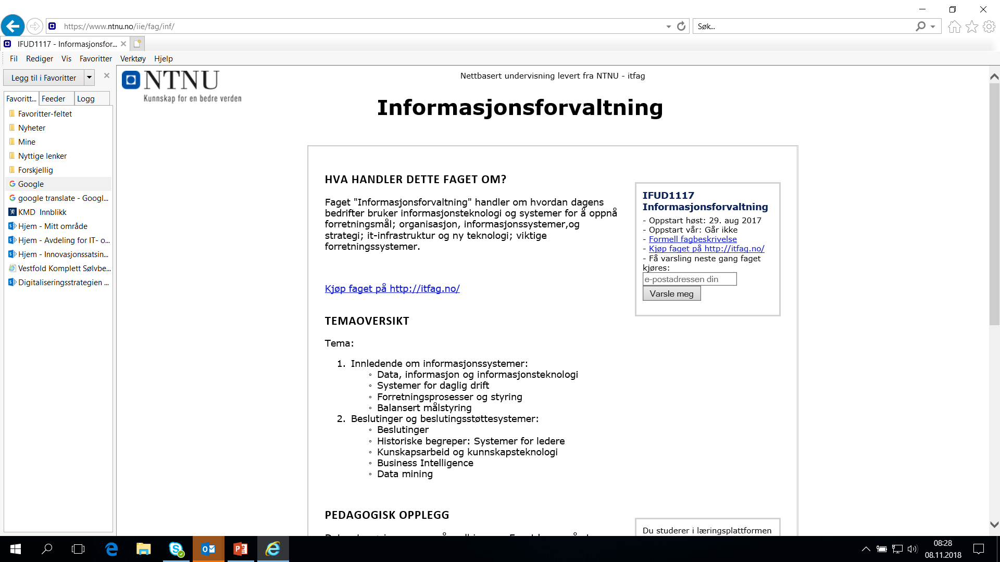 https://www.ntnu.no/iie/fag/inf/
Søk...
IFUD1117 - Informasjonsfor...
Fil Rediger Vis Favoritter Verktøy Hjelp
Legg til i Favoritter
Favoritt... Feeder Logg
Favoritter-feltet
Nyheter
Mine
Nyttige lenker
Forskjellig
Google
google translate - Googl...
KMD Innblikk
Hjem - Mitt område
Hjem - Avdeling for IT- o...
Hjem - Innovasjonssatsin...
Vestfold Komplett Sølvbe...
Digitaliseringsstrategien ...
NTNU
Kunnskap for en bedre verden
Nettbasert undervisning levert fra NTNU - itfag
Informasjonsforvaltning
HVA HANDLER DETTE FAGET OM?
Faget "Informasjonsforvaltning" handler om hvordan dagens
bedrifter bruker informasjonsteknologi og systemer for å oppnå
forretningsmål; organisasjon, informasjonssystemer,og
strategi; it-infrastruktur og ny teknologi; viktige
forretningssystemer.
Kjøp faget på http://itfag.no/
IFUD1117
Informasjonsforvaltning
- Oppstart høst: 29. aug 2017
- Oppstart vår: Går ikke
- Formell fagbeskrivelse
- Kjøp faget på http://itfag.no/
- Få varsling neste gang faget
kjøres:
e-postadressen din
Varsle meg
TEMAOVERSIKT
Tema:
1. Innledende om informasjonssystemer:
◦ Data, informasjon og informasjonsteknologi
◦ Systemer for daglig drift
◦ Forretningsprosesser og styring
◦ Balansert målstyring
2. Beslutinger og beslutingsstøttesystemer:
◦ Beslutinger
◦ Historiske begreper: Systemer for ledere
◦ Kunskapsarbeid og kunnskapsteknologi
◦ Business Intelligence
◦ Data mining
PEDAGOGISK OPPLEGG
Du studerer i læringsplattformen
08:28
08.11.2018